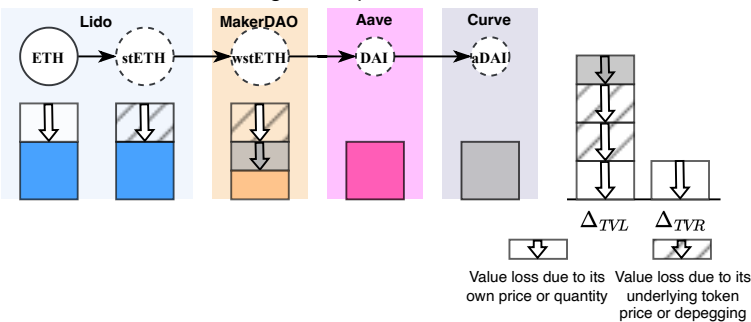 Lido
MakerDAO
Aave
Curve
ETH
stETH
wstETH
DAI
aDAI
Δ_TVL
Δ_TVR
Value loss due to its
own price or quantity
Value loss due to its
underlying token
price or depegging